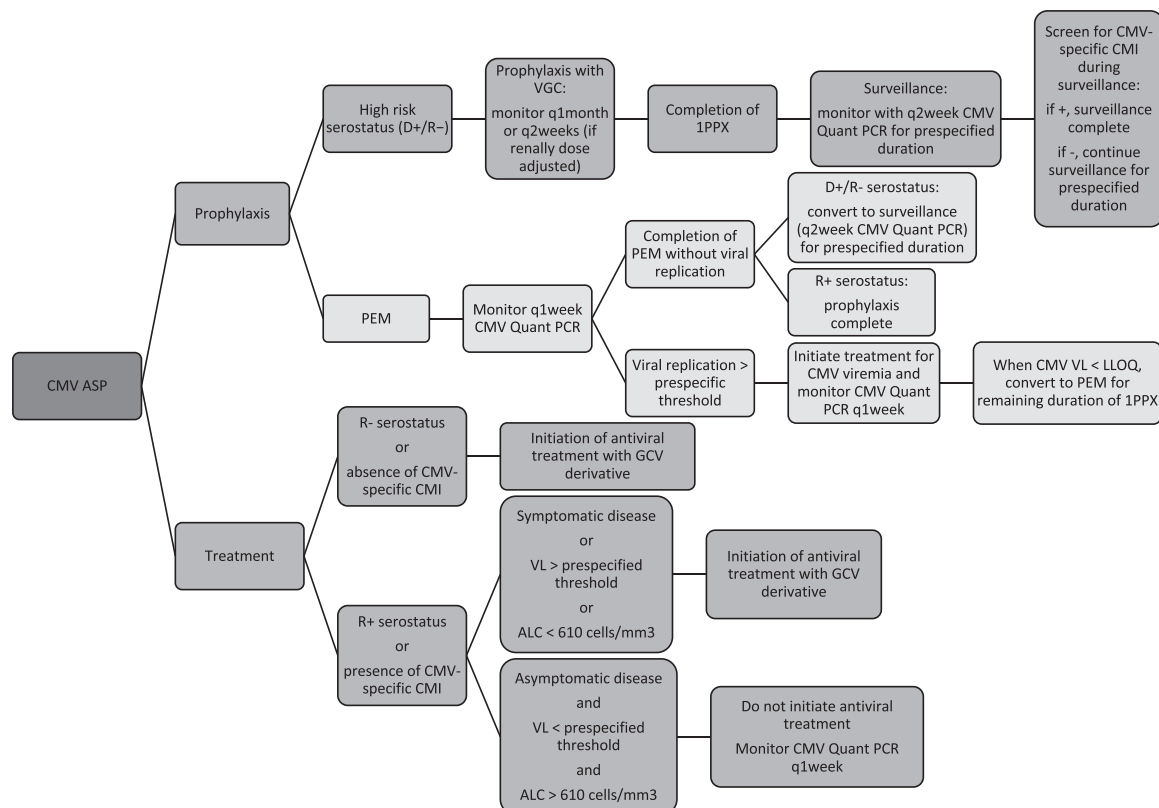 CMV ASP
Prophylaxis
High risk
serostatus (D+/R−)
Prophylaxis with
VGC:
monitor q1month
or q2weeks (if
renally dose
adjusted)
Completion of
1PPX
Surveillance:
monitor with q2week CMV
Quant PCR for prespecified
duration
Screen for CMV-
specific CMI
during
surveillance:
if +, surveillance
complete
if -, continue
surveillance for
prespecified
duration
PEM
Monitor q1week
CMV Quant PCR
Completion of
PEM without viral
replication
D+/R- serostatus:
convert to surveillance
(q2week CMV Quant PCR)
for prespecified duration
R+ serostatus:
prophylaxis
complete
Viral replication >
prespecific
threshold
Initiate treatment for
CMV viremia and
monitor CMV Quant
PCR q1week
When CMV VL < LLOQ,
convert to PEM for
remaining duration of 1PPX
Treatment
R- serostatus
or
absence of CMV-
specific CMI
Initiation of antiviral
treatment with GCV
derivative
R+ serostatus
or
presence of CMV-
specific CMI
Symptomatic disease
or
VL > prespecified
threshold
or
ALC < 610 cells/mm3
Initiation of antiviral
treatment with GCV
derivative
Asymptomatic disease
and
VL < prespecified
threshold
and
ALC > 610 cells/mm3
Do not initiate antiviral
treatment
Monitor CMV Quant PCR
q1week